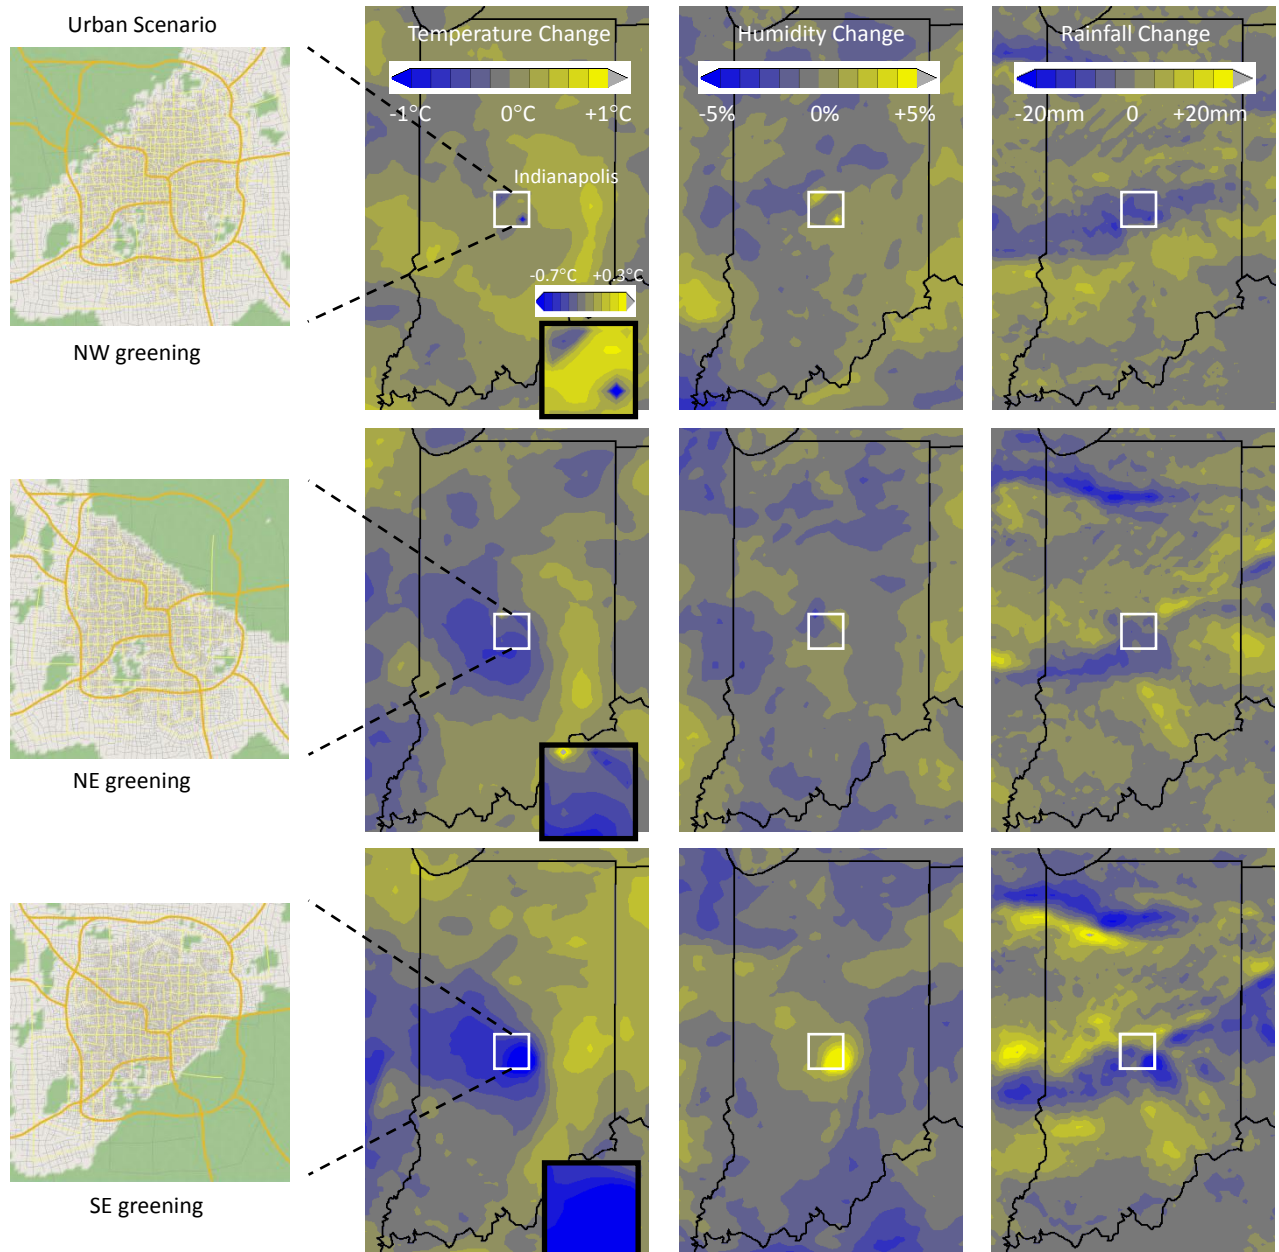 Urban Scenario
Temperature Change
Humidity Change
Rainfall Change
-1°C 0°C +1°C
-5% 0% +5%
-20mm 0 +20mm
Indianapolis
-0.7°C +0.3°C
NW greening
NE greening
SE greening